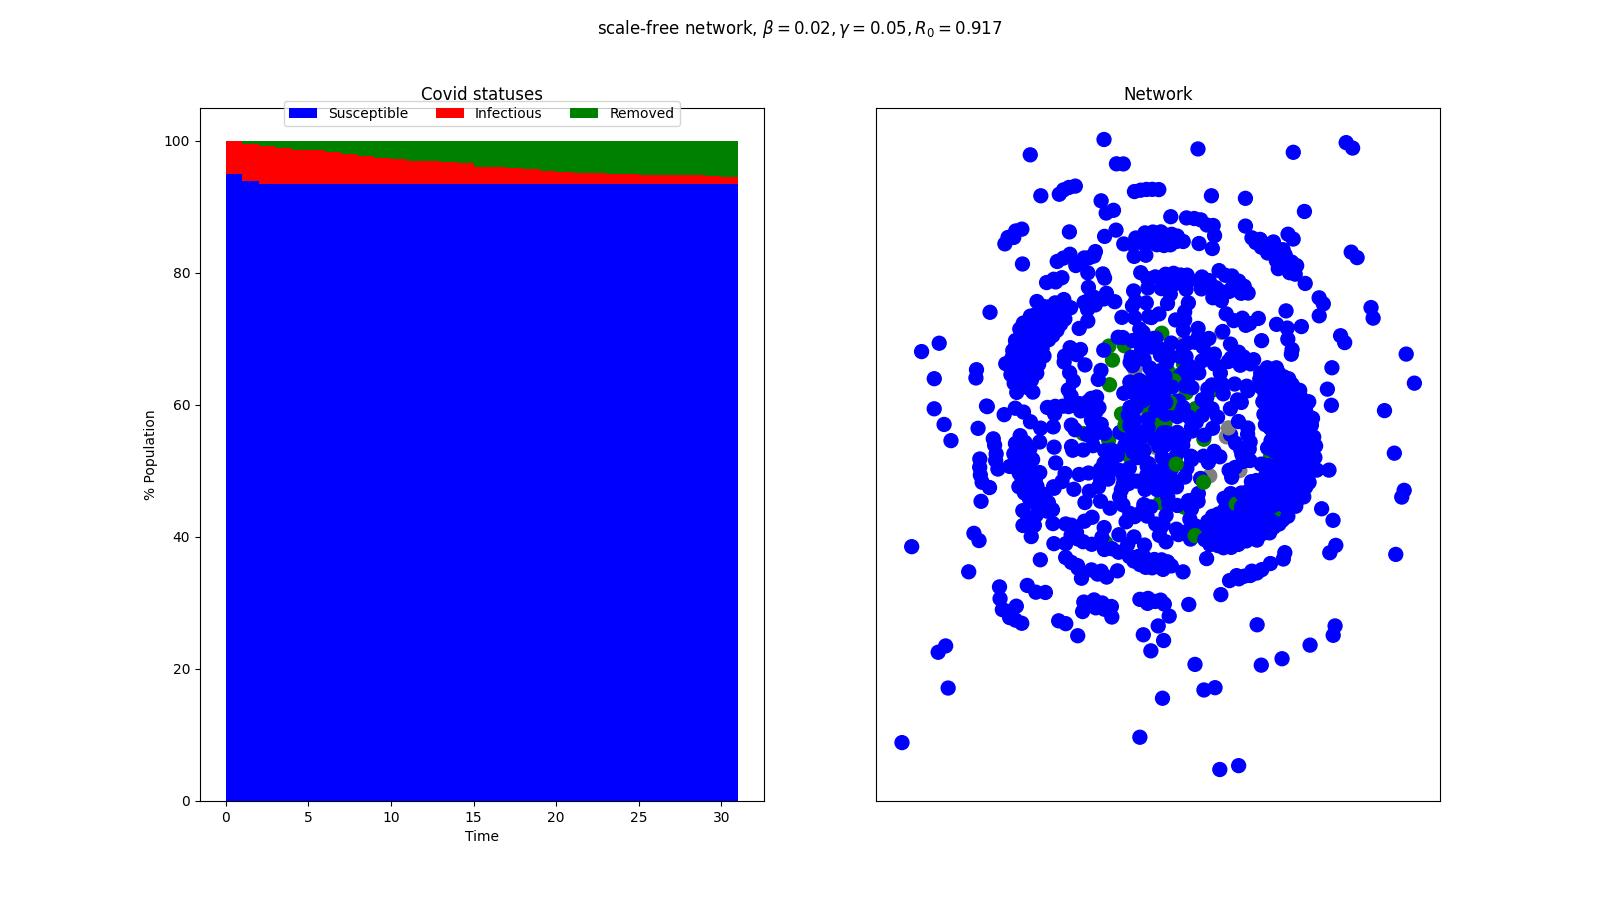 scale-free network, β = 0.02, γ = 0.05, R₀ = 0.917
Covid statuses
Susceptible Infectious Removed
100
80
60
40
20
0
% Population
0 5 10 15 20 25 30
Time
Network